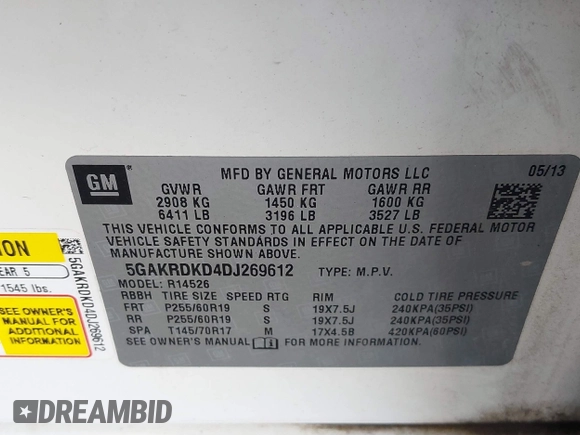 GM
MFD BY GENERAL MOTORS LLC 05/13
GVWR GAWR FRT GAWR RR
2908 KG 1450 KG 1600 KG
6411 LB 3196 LB 3527 LB
THIS VEHICLE CONFORMS TO ALL APPLICABLE U.S. FEDERAL MOTOR
VEHICLE SAFETY STANDARDS IN EFFECT ON THE DATE OF
MANUFACTURE SHOWN ABOVE.
5GAKRDKD4DJ269612 TYPE: M.P.V.
MODEL: R14526
RBBH TIRE SIZE SPEED RTG RIM COLD TIRE PRESSURE
FRT P255/60R19 S 19X7.5J 240KPA(35PSI)
RR P255/60R19 S 19X7.5J 240KPA(35PSI)
SPA T145/70R17 M 17X4.5B 420KPA(60PSI)
SEE OWNER'S MANUAL FOR MORE INFORMATION.
ION
EAR 5
1545 lbs.
SEE OWNER'S
MANUAL FOR
ADDITIONAL
INFORMATION
5GAKRDKD4DJ269612
DREAMBID